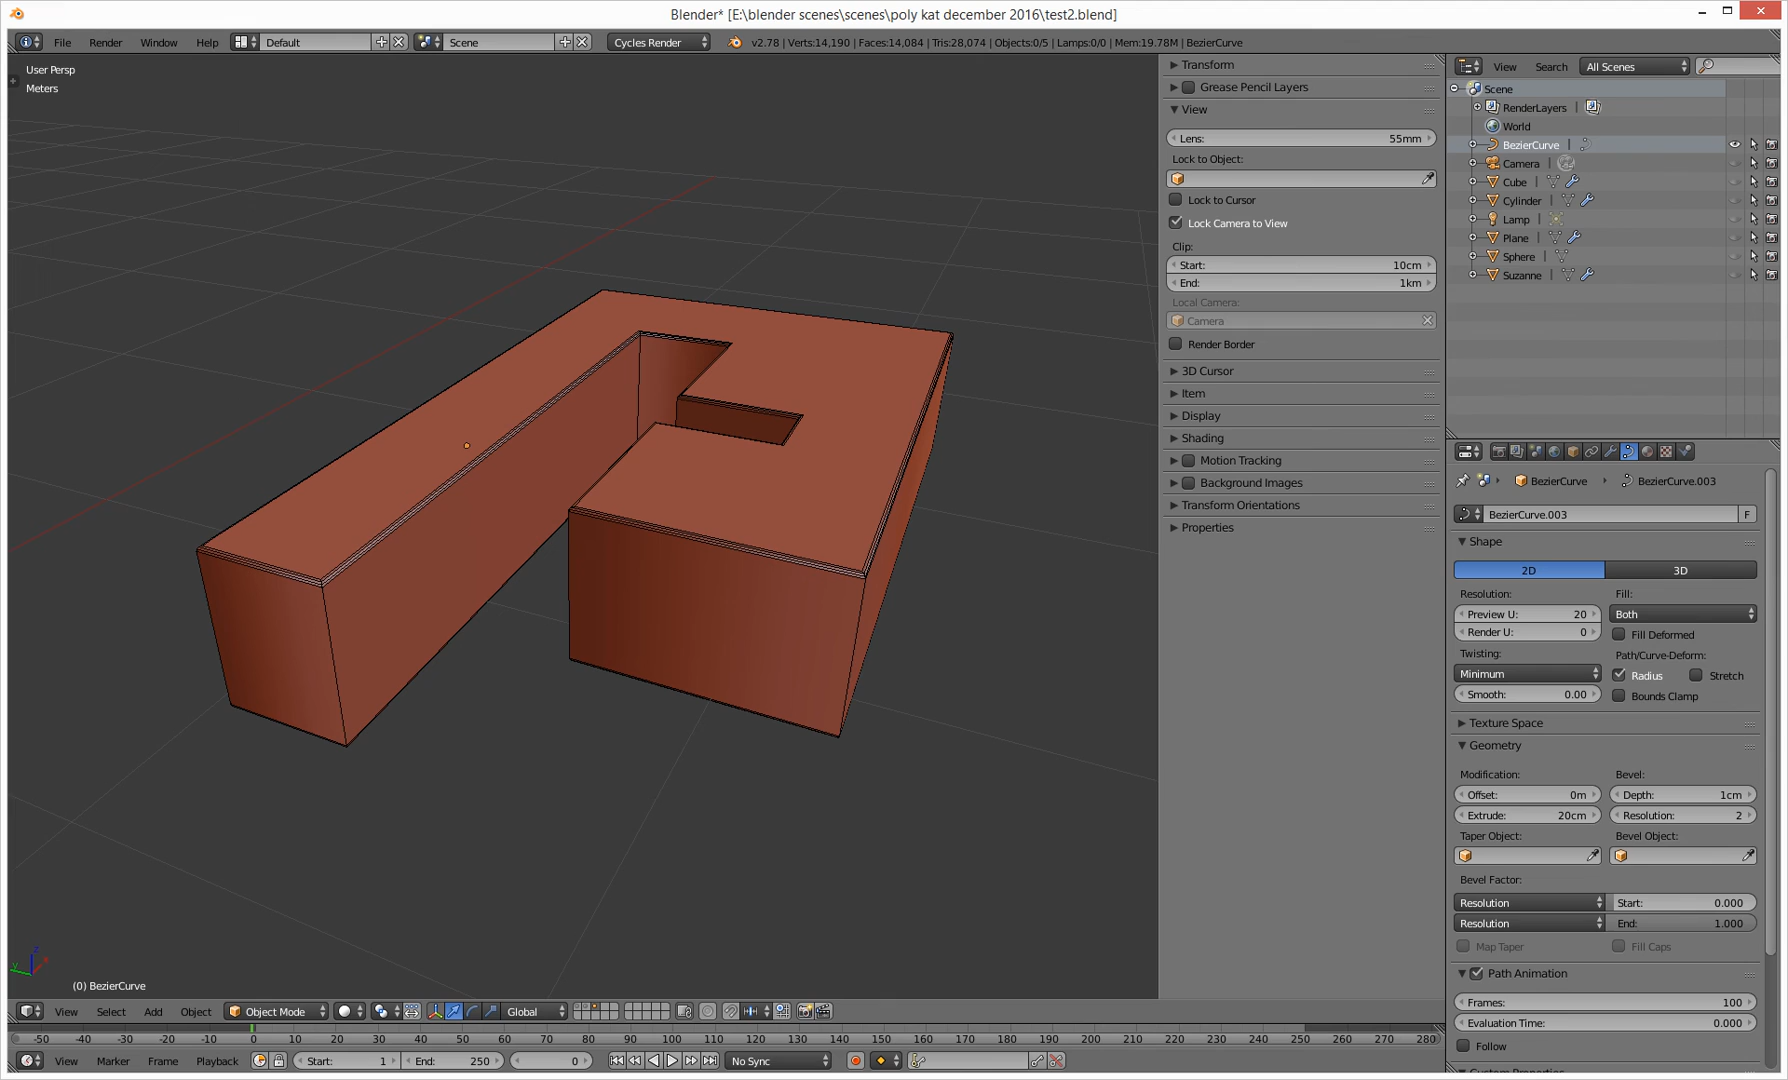 Blender* [E:\blender scenes\scenes\poly kat december 2016\test2.blend]
File Render Window Help Default Scene Cycles Render v2.78 | Verts:14,190 | Faces:14,084 | Tris:28,074 | Objects:0/5 | Lamps:0/0 | Mem:19.78M | BezierCurve
User Persp
Meters
(0) BezierCurve
Transform
Grease Pencil Layers
View
Lens: 55mm
Lock to Object:
Lock to Cursor
Lock Camera to View
Clip:
Start: 10cm
End: 1km
Local Camera:
Camera
Render Border
3D Cursor
Item
Display
Shading
Motion Tracking
Background Images
Transform Orientations
Properties
View Search All Scenes
Scene
RenderLayers
World
BezierCurve
Camera
Cube
Cylinder
Lamp
Plane
Sphere
Suzanne
BezierCurve BezierCurve.003
BezierCurve.003 F
Shape
2D 3D
Resolution: Fill:
Preview U: 20 Both
Render U: 0 Fill Deformed
Twisting: Path/Curve-Deform:
Minimum Radius Stretch
Smooth: 0.00 Bounds Clamp
Texture Space
Geometry
Modification: Bevel:
Offset: 0m Depth: 1cm
Extrude: 20cm Resolution: 2
Taper Object: Bevel Object:
Bevel Factor:
Resolution Start: 0.000
Resolution End: 1.000
Map Taper Fill Caps
Path Animation
Frames: 100
Evaluation Time: 0.000
Follow
Custom Properties
View Select Add Object Object Mode Global
-50 -40 -30 -20 -10 0 10 20 30 40 50 60 70 80 90 100 110 120 130 140 150 160 170 180 190 200 210 220 230 240 250 260 270 280
View Marker Frame Playback Start: 1 End: 250 0 No Sync